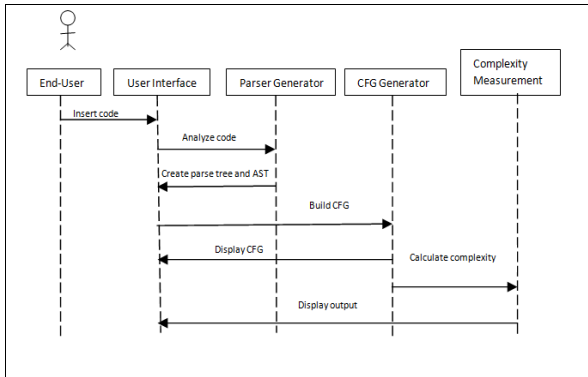 Complexity
Measurement
End-User
User Interface
Parser Generator
CFG Generator
Insert code
Analyze code
Create parse tree and AST
Build CFG
Display CFG
Calculate complexity
Display output